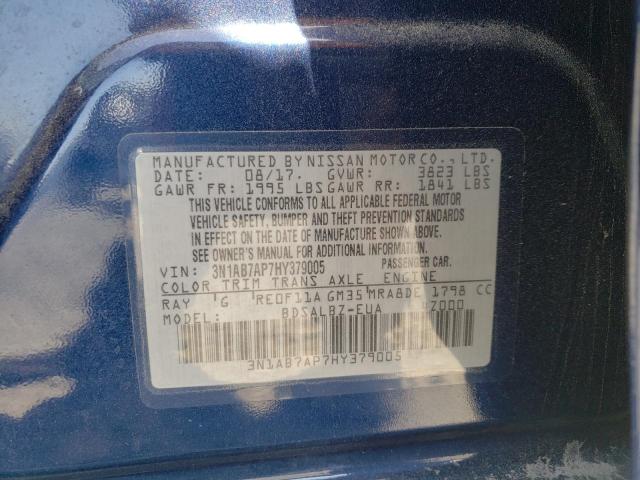 MANUFACTURED BY NISSAN MOTOR CO., LTD.
DATE: 08/17. GVWR: 3823 LBS
GAWR FR: 1995 LBS GAWR RR: 1841 LBS
THIS VEHICLE CONFORMS TO ALL APPLICABLE FEDERAL MOTOR
VEHICLE SAFETY, BUMPER AND THEFT PREVENTION STANDARDS
IN EFFECT ON THE DATE OF MANUFACTURE SHOWN ABOVE.
SEE OWNER'S MANUAL FOR ADDITIONAL INFORMATION.
VIN: 3N1AB7AP7HY379005 PASSENGER CAR.
COLOR TRIM TRANS AXLE ENGINE
RAY G RE0F11A GM35 MRA8DE 1798 CC
MODEL: BDSALBZ-EUA Z000
3N1AB7AP7HY379005